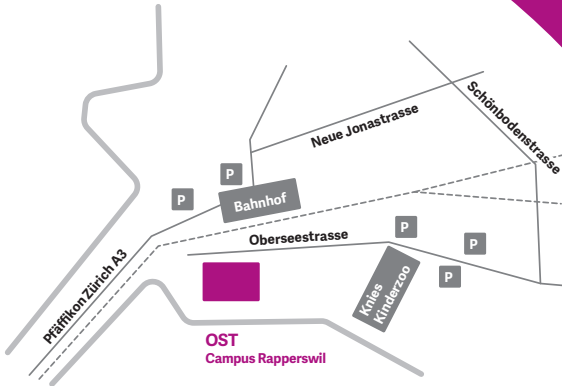 Neue Jonastrasse
Schönbodenstrasse
P
P
Bahnhof
P
Oberseestrasse
P
P
Pfäffikon Zürich A3
Knies
Kinderzoo
OST
Campus Rapperswil